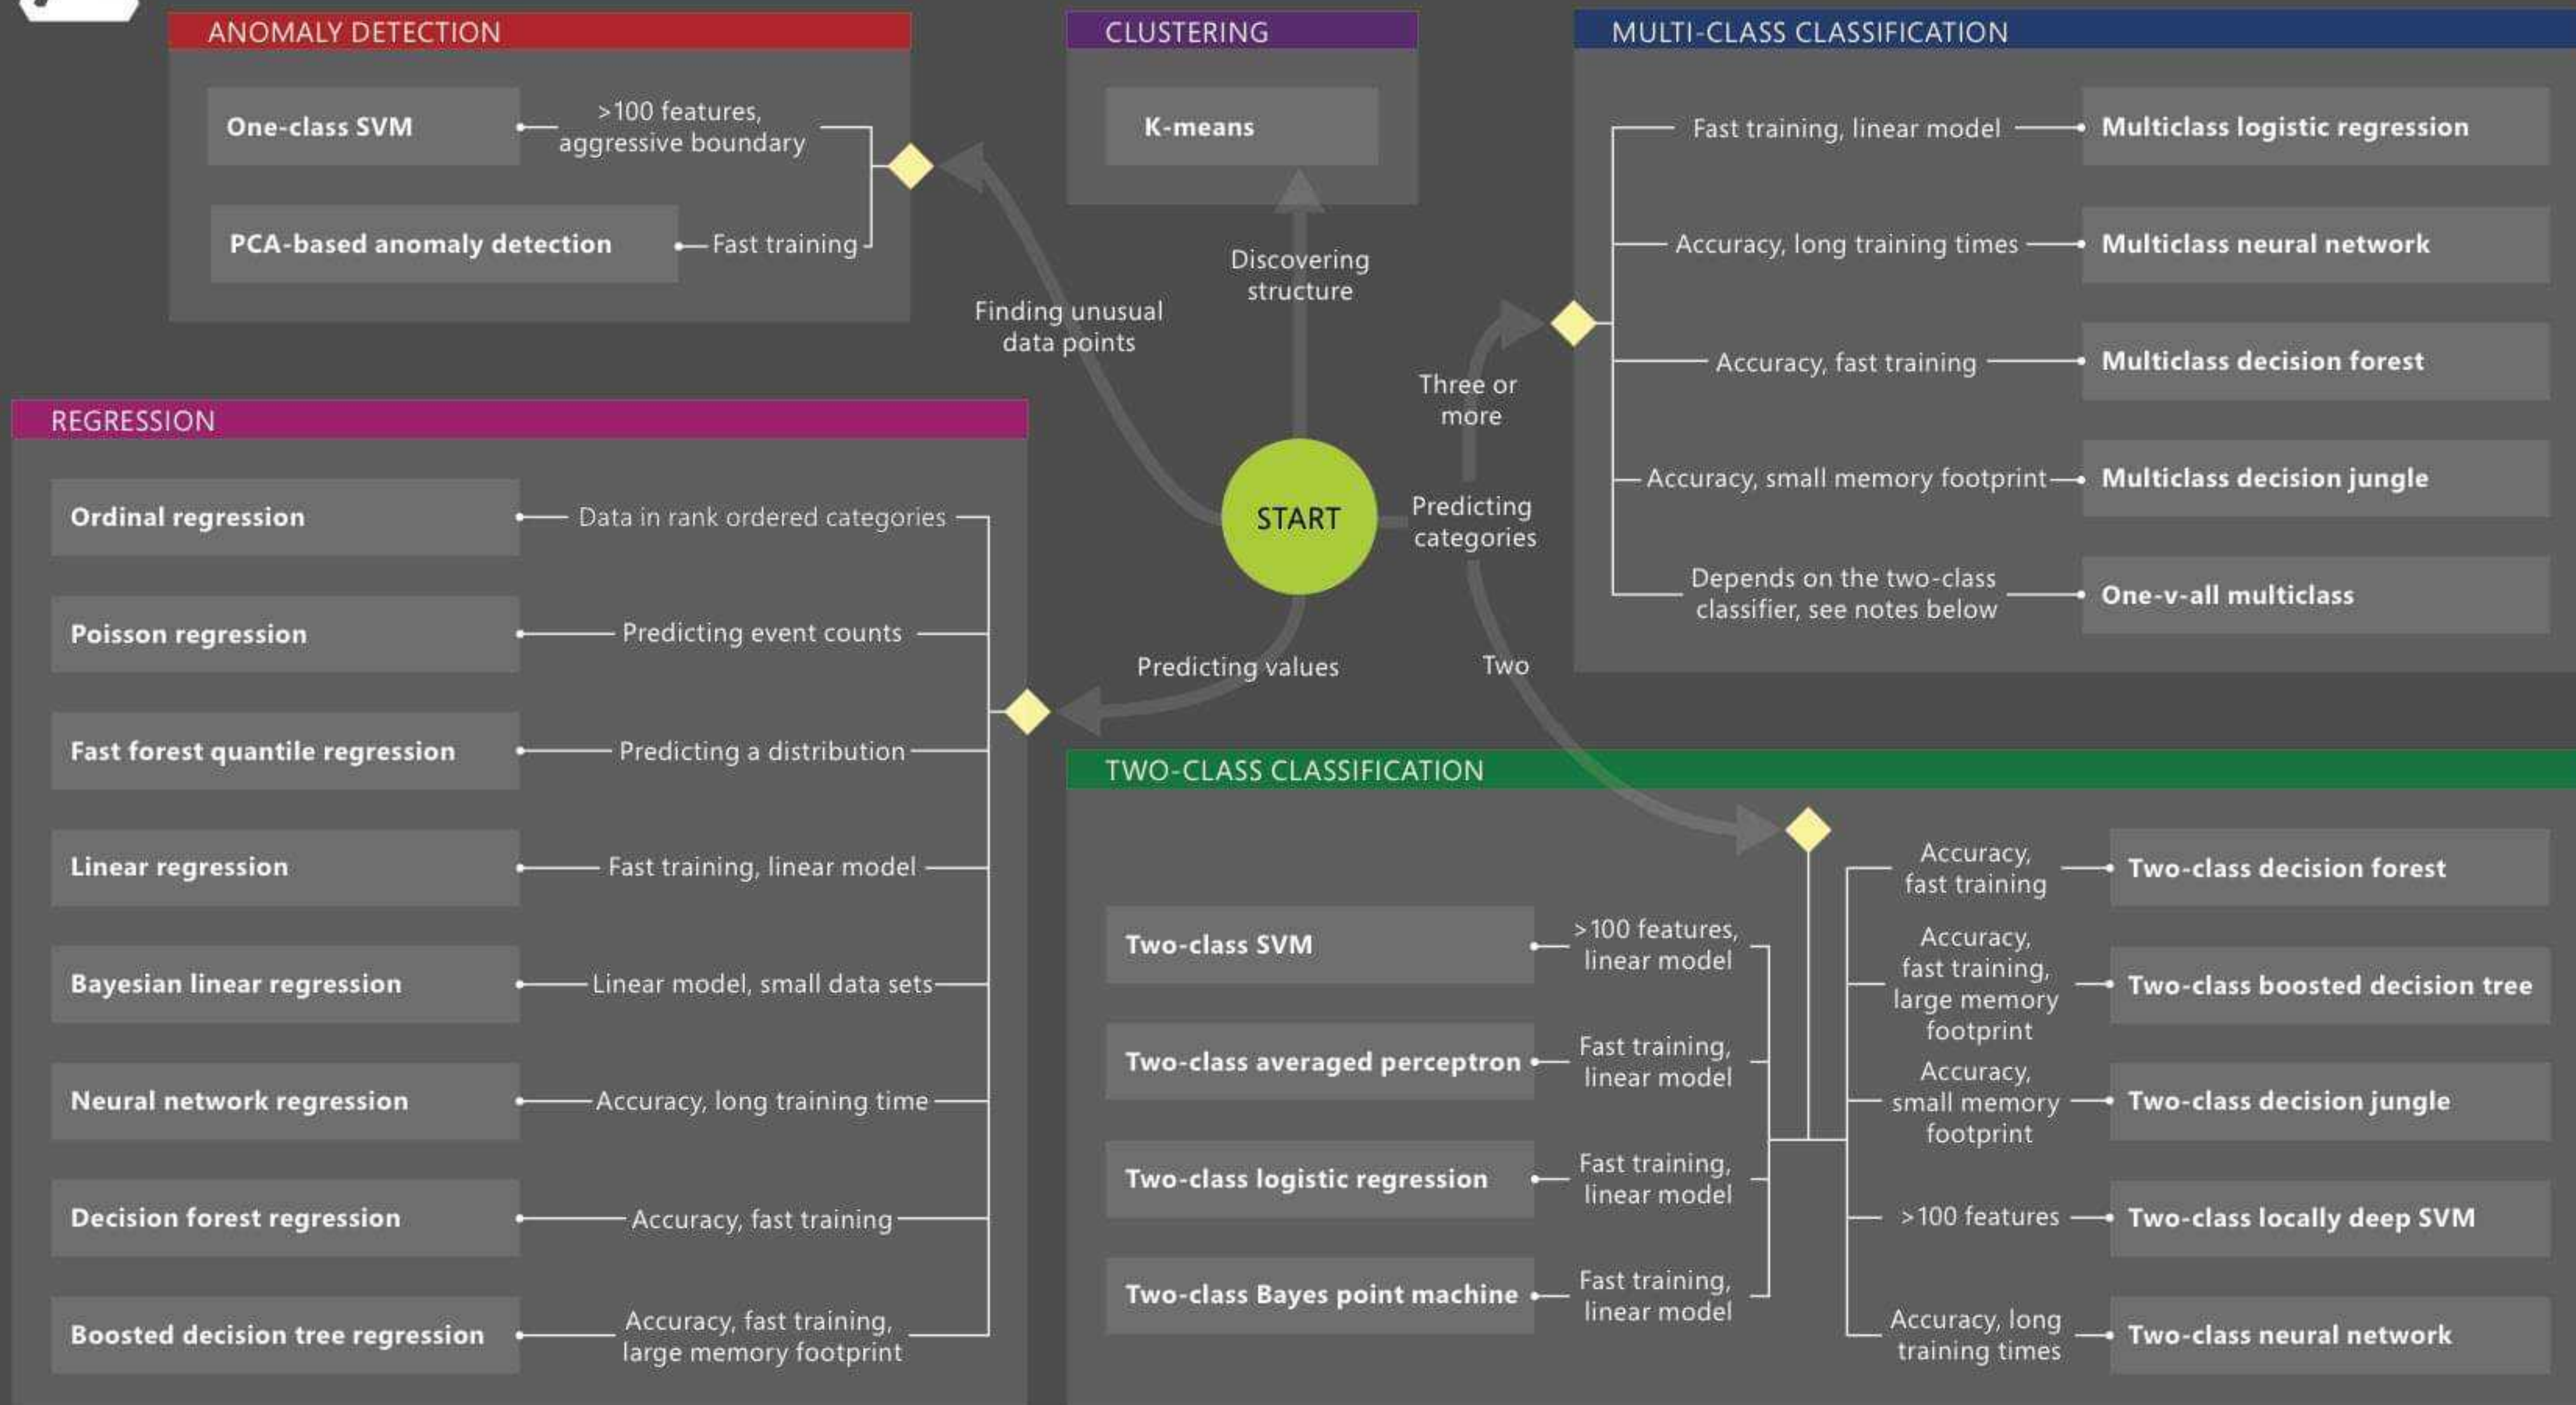 ANOMALY DETECTION
One-class SVM
>100 features,
aggressive boundary
PCA-based anomaly detection
Fast training
CLUSTERING
K-means
MULTI-CLASS CLASSIFICATION
Fast training, linear model
Multiclass logistic regression
Accuracy, long training times
Multiclass neural network
Accuracy, fast training
Multiclass decision forest
Accuracy, small memory footprint
Multiclass decision jungle
Depends on the two-class
classifier, see notes below
One-v-all multiclass
Finding unusual
data points
Discovering
structure
Three or
more
START
Predicting
categories
Predicting values
Two
REGRESSION
Ordinal regression
Data in rank ordered categories
Poisson regression
Predicting event counts
Fast forest quantile regression
Predicting a distribution
Linear regression
Fast training, linear model
Bayesian linear regression
Linear model, small data sets
Neural network regression
Accuracy, long training time
Decision forest regression
Accuracy, fast training
Boosted decision tree regression
Accuracy, fast training,
large memory footprint
TWO-CLASS CLASSIFICATION
Two-class SVM
>100 features,
linear model
Two-class averaged perceptron
Fast training,
linear model
Two-class logistic regression
Fast training,
linear model
Two-class Bayes point machine
Fast training,
linear model
Accuracy,
fast training
Two-class decision forest
Accuracy,
fast training,
large memory
footprint
Two-class boosted decision tree
Accuracy,
small memory
footprint
Two-class decision jungle
>100 features
Two-class locally deep SVM
Accuracy, long
training times
Two-class neural network